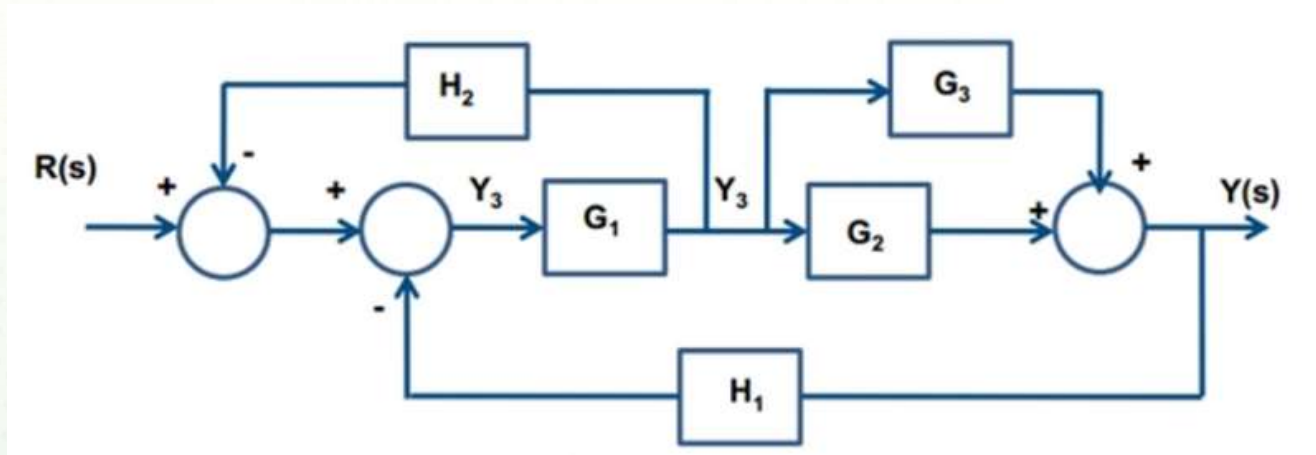 H₂
G₃
R(s)
-
+
+
+
Y₃
Y₃
Y(s)
G₁
+
G₂
-
H₁